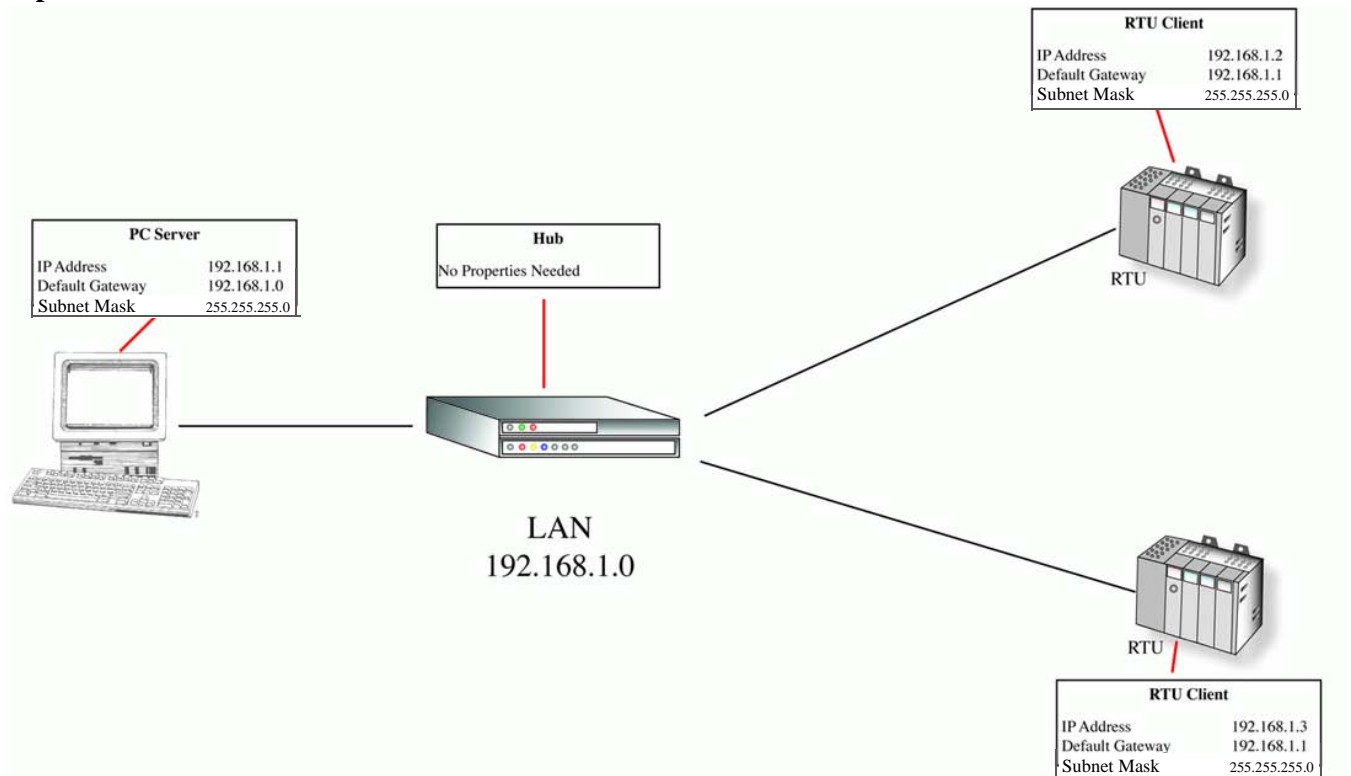 PC Server
IP Address 192.168.1.1
Default Gateway 192.168.1.0
Subnet Mask 255.255.255.0
Hub
No Properties Needed
LAN
192.168.1.0
RTU Client
IP Address 192.168.1.2
Default Gateway 192.168.1.1
Subnet Mask 255.255.255.0
RTU
RTU
RTU Client
IP Address 192.168.1.3
Default Gateway 192.168.1.1
Subnet Mask 255.255.255.0